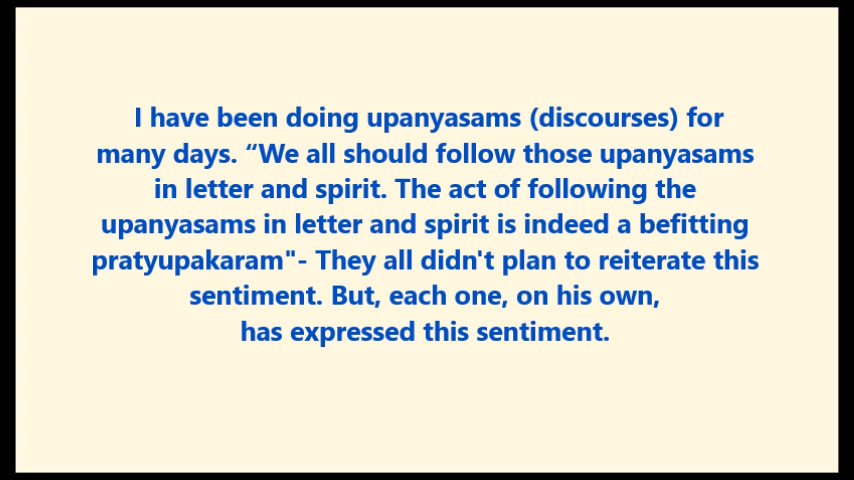 I have been doing upanyasams (discourses) for
many days. “We all should follow those upanyasams
in letter and spirit. The act of following the
upanyasams in letter and spirit is indeed a befitting
pratyupakaram"- They all didn't plan to reiterate this
sentiment. But, each one, on his own,
has expressed this sentiment.